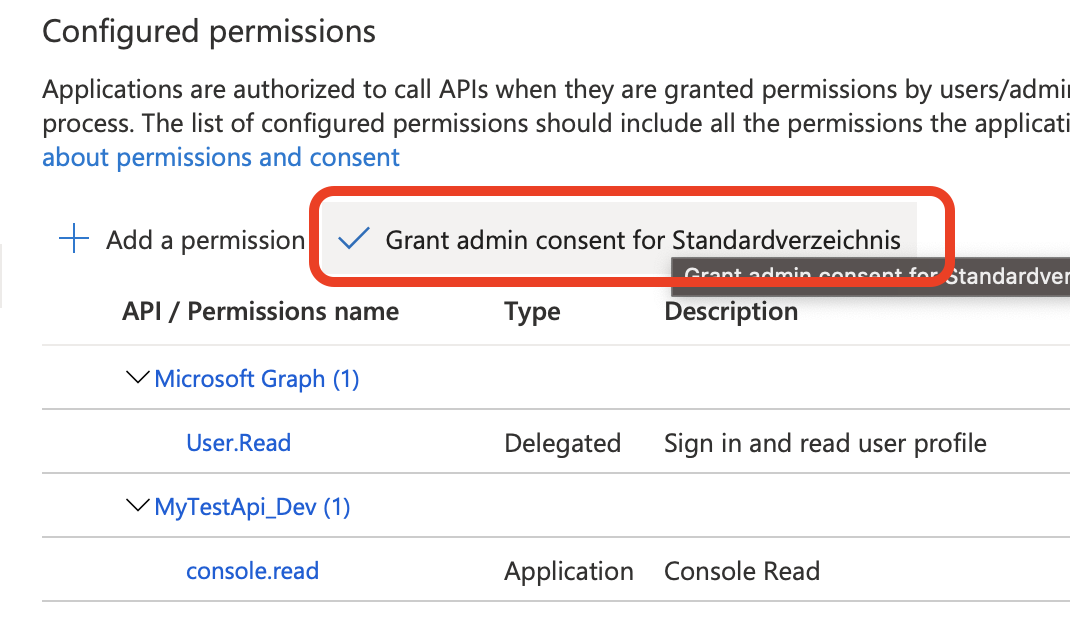 Configured permissions
Applications are authorized to call APIs when they are granted permissions by users/admi
process. The list of configured permissions should include all the permissions the applicati
about permissions and consent
Add a permission
Grant admin consent for Standardverzeichnis
Grant admin consent for Standardver
API / Permissions name Type Description
Microsoft Graph (1)
User.Read Delegated Sign in and read user profile
MyTestApi_Dev (1)
console.read Application Console Read